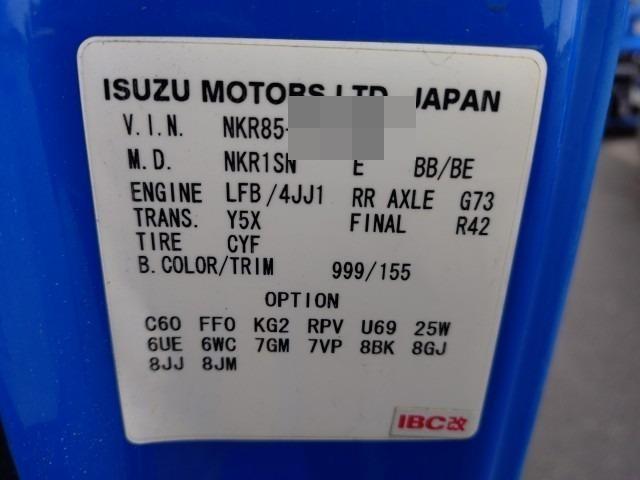 ISUZU MOTORS LTD. JAPAN
V.I.N. NKR85-
M.D. NKR1SN E BB/BE
ENGINE LFB/4JJ1 RR AXLE G73
TRANS. Y5X FINAL R42
TIRE CYF
B.COLOR/TRIM 999/155
OPTION
C60 FF0 KG2 RPV U69 25W
6UE 6WC 7GM 7VP 8BK 8GJ
8JJ 8JM
IBC改